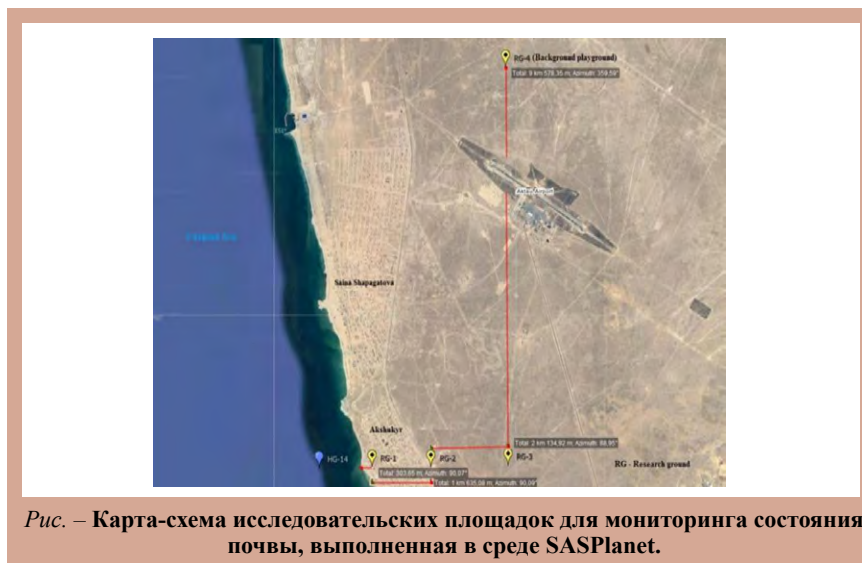 RG-4 (Background playground)
Total: 9 km 579,35 m; Azimuth: 359,59°
Aktau Airport
Caspian Sea
Saina Shapagatova
Akshukyr
Total: 2 km 134,92 m; Azimuth: 88,95°
HG-14
RG-1
RG-2
RG-3
RG - Research ground
Azimuth: 90,07°
Total: 1 km 635,08 m; Azimuth: 90,09°
Рис. – Карта-схема исследовательских площадок для мониторинга состояния
почвы, выполненная в среде SASPlanet.